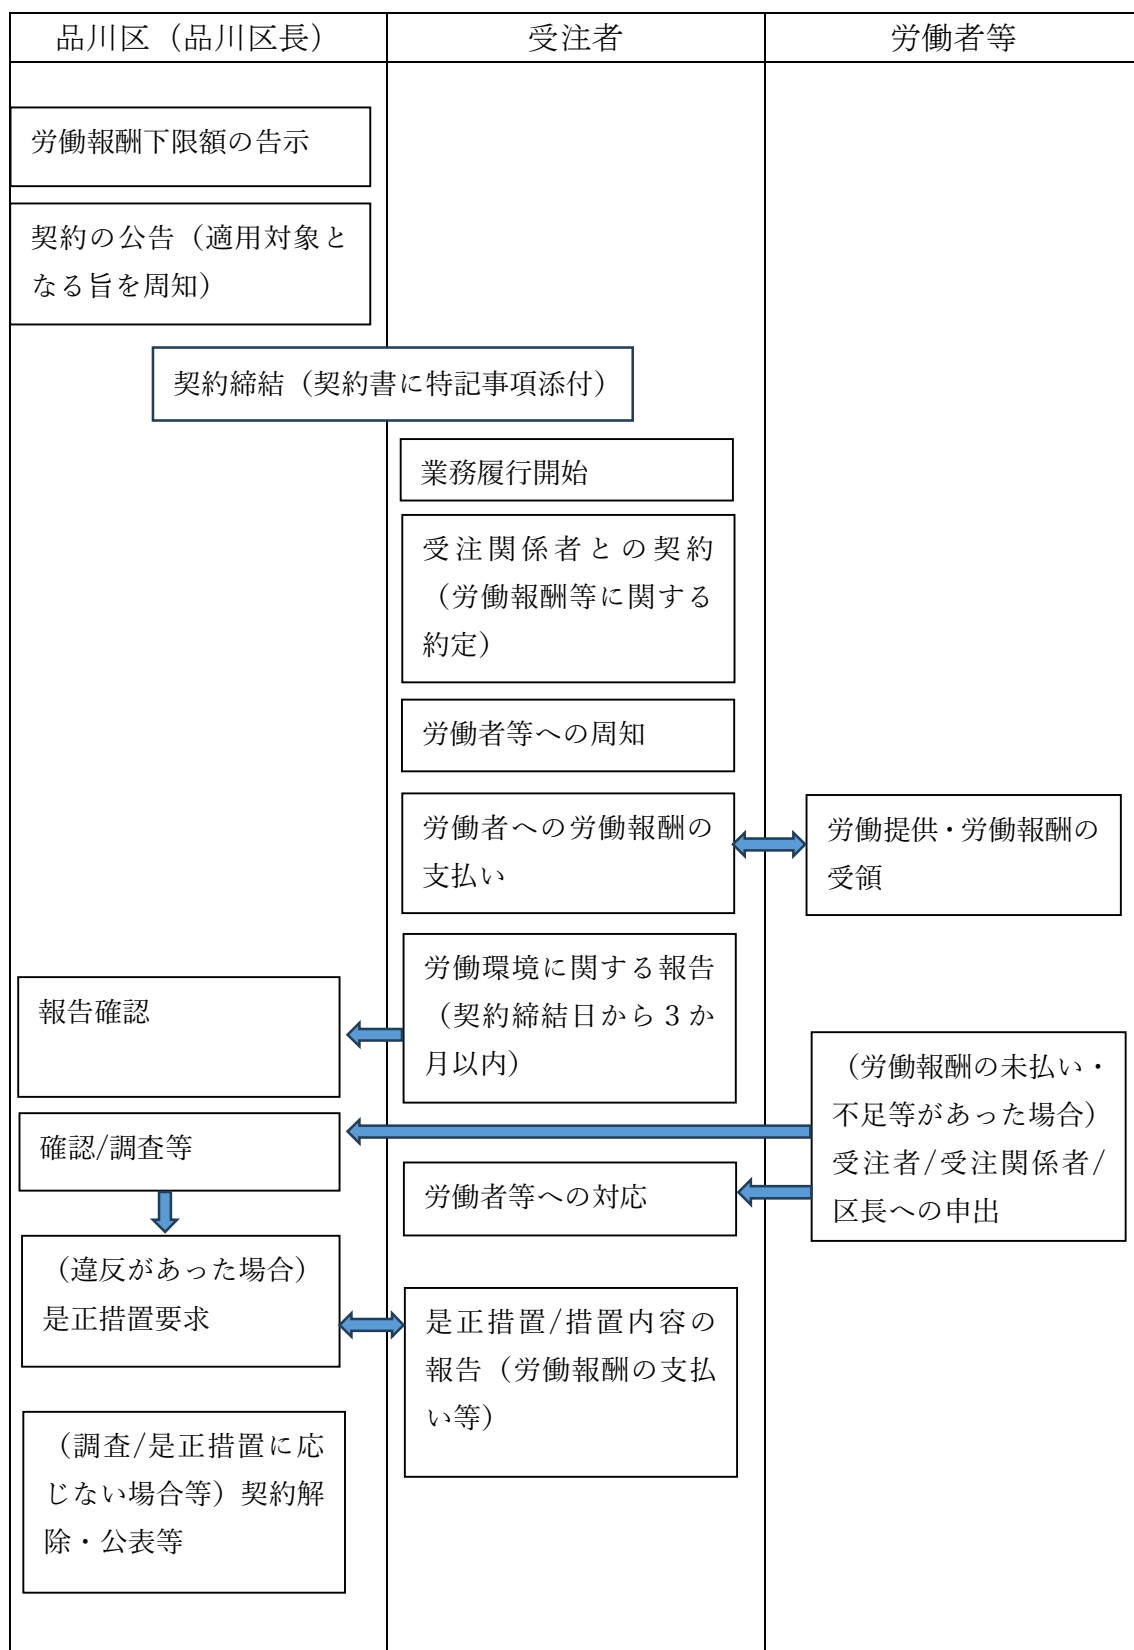 品川区（品川区長）
受注者
労働者等
労働報酬下限額の告示
契約の公告（適用対象と
なる旨を周知）
契約締結（契約書に特記事項添付）
業務履行開始
受注関係者との契約
（労働報酬等に関する
約定）
労働者等への周知
労働者への労働報酬の
支払い
労働提供・労働報酬の
受領
労働環境に関する報告
（契約締結日から３か
月以内）
報告確認
（労働報酬の未払い・
不足等があった場合）
受注者/受注関係者/
区長への申出
確認/調査等
労働者等への対応
（違反があった場合）
是正措置要求
是正措置/措置内容の
報告（労働報酬の支払
い等）
（調査/是正措置に応
じない場合等）契約解
除・公表等